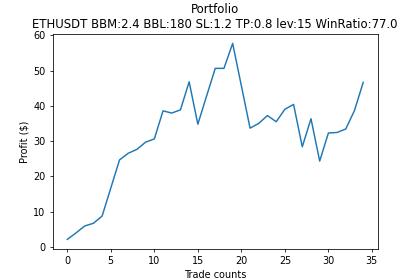 Portfolio
ETHUSDT BBM:2.4 BBL:180 SL:1.2 TP:0.8 lev:15 WinRatio:77.0
60
50
40
30
20
10
0
Profit ($)
0 5 10 15 20 25 30 35
Trade counts